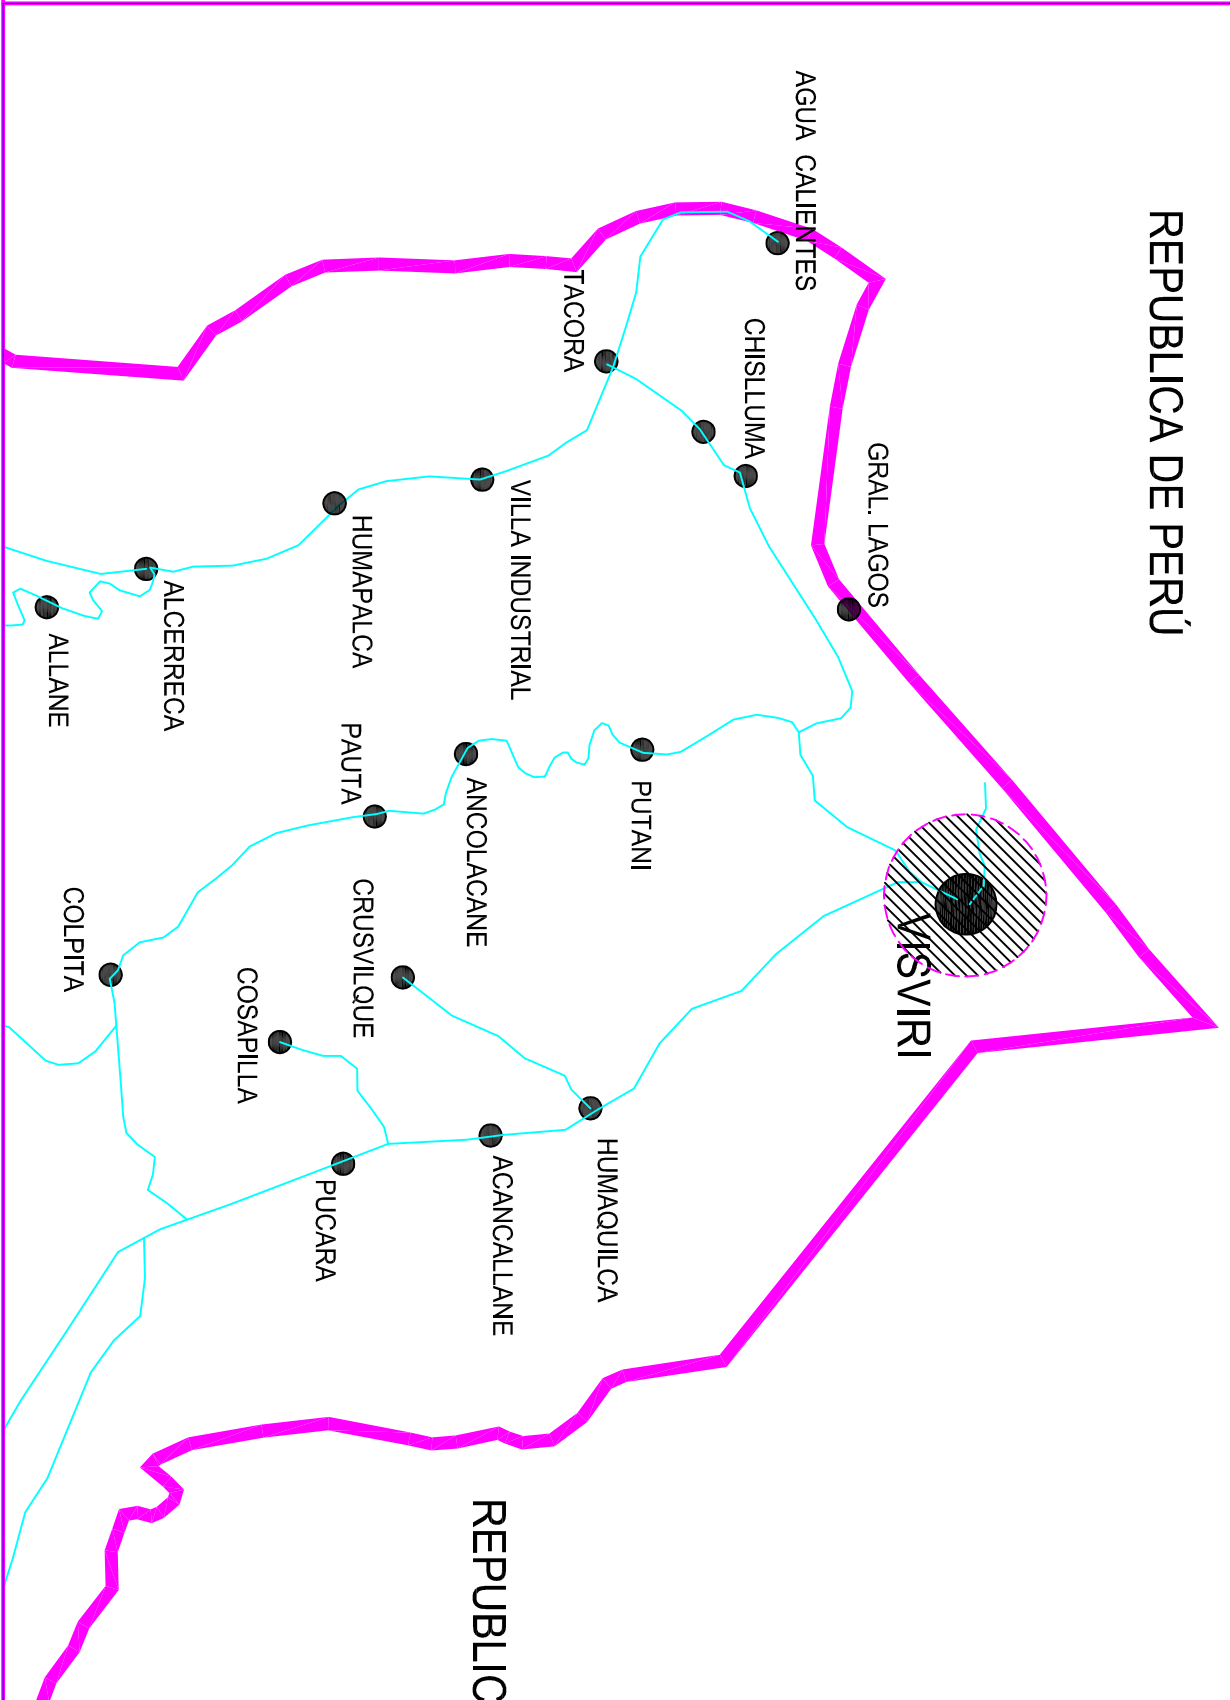 REPUBLICA DE PERÚ
VISVIRI
GRAL. LAGOS
AGUA CALIENTES
CHISLLUMA
PUTANI
HUMAQUILCA
TACORA
VILLA INDUSTRIAL
ACANCALLANE
REPUBLIC
ANCOLACANE
HUMAPALCA
CRUSVILQUE
PAUTA
PUCARA
COSAPILLA
ALCERRECA
COLPITA
ALLANE